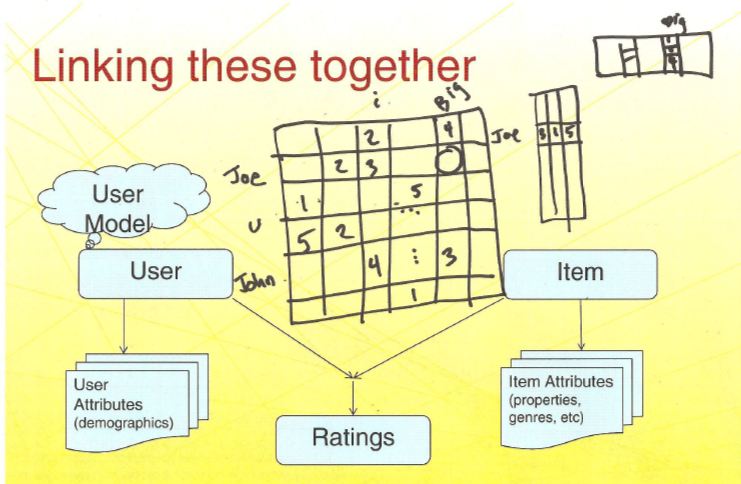 Linking these together
Big
i
Big
2 4
Joe
3 1 5
Joe
2 3
1 5
...
U
5 2
4 ⋮ 3
John
1
User
Model
User
Item
User
Attributes
(demographics)
Item Attributes
(properties,
genres, etc)
Ratings